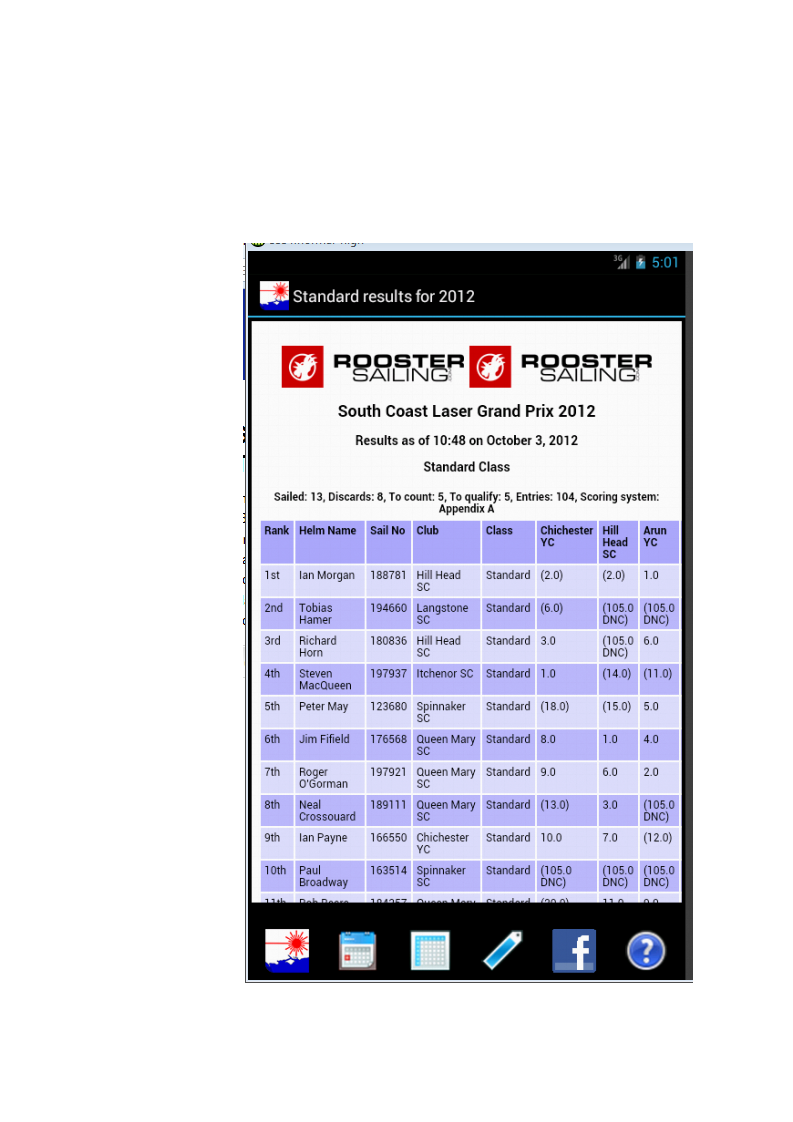 3G 5:01
Standard results for 2012
ROOSTER SAILING ROOSTER SAILING
South Coast Laser Grand Prix 2012
Results as of 10:48 on October 3, 2012
Standard Class
Sailed: 13, Discards: 8, To count: 5, To qualify: 5, Entries: 104, Scoring system:
Appendix A
Rank Helm Name Sail No Club Class Chichester YC Hill Head SC Arun YC
1st Ian Morgan 188781 Hill Head SC Standard (2.0) (2.0) 1.0
2nd Tobias Hamer 194660 Langstone SC Standard (6.0) (105.0 DNC) (105.0 DNC)
3rd Richard Horn 180836 Hill Head SC Standard 3.0 (105.0 DNC) 6.0
4th Steven MacQueen 197937 Itchenor SC Standard 1.0 (14.0) (11.0)
5th Peter May 123680 Spinnaker SC Standard (18.0) (15.0) 5.0
6th Jim Fifield 176568 Queen Mary SC Standard 8.0 1.0 4.0
7th Roger O'Gorman 197921 Queen Mary SC Standard 9.0 6.0 2.0
8th Neal Crossouard 189111 Queen Mary SC Standard (13.0) 3.0 (105.0 DNC)
9th Ian Payne 166550 Chichester YC Standard 10.0 7.0 (12.0)
10th Paul Broadway 163514 Spinnaker SC Standard (105.0 DNC) (105.0 DNC) (105.0 DNC)
11th Queen Mary Standard